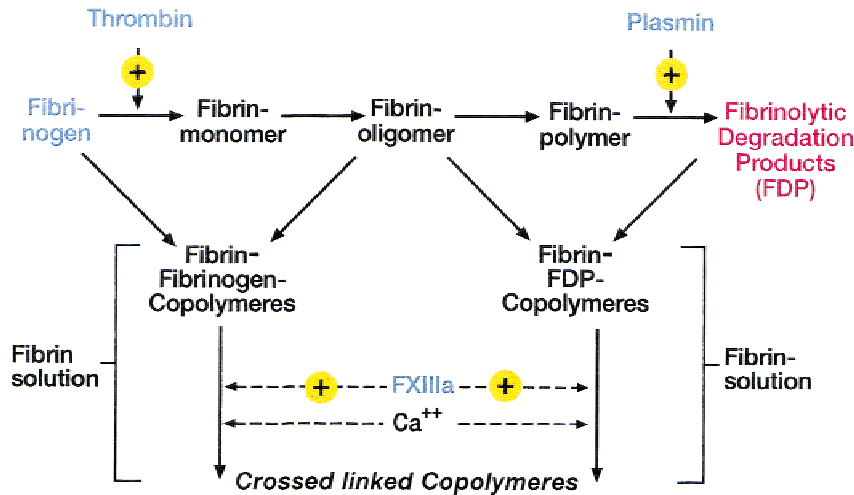 Thrombin
Plasmin
+
+
Fibri-
nogen
Fibrin-
monomer
Fibrin-
oligomer
Fibrin-
polymer
Fibrinolytic
Degradation
Products
(FDP)
Fibrin-
Fibrinogen-
Copolymeres
Fibrin-
FDP-
Copolymeres
Fibrin
solution
Fibrin-
solution
+ FXIIIa +
Ca++
Crossed linked Copolymeres